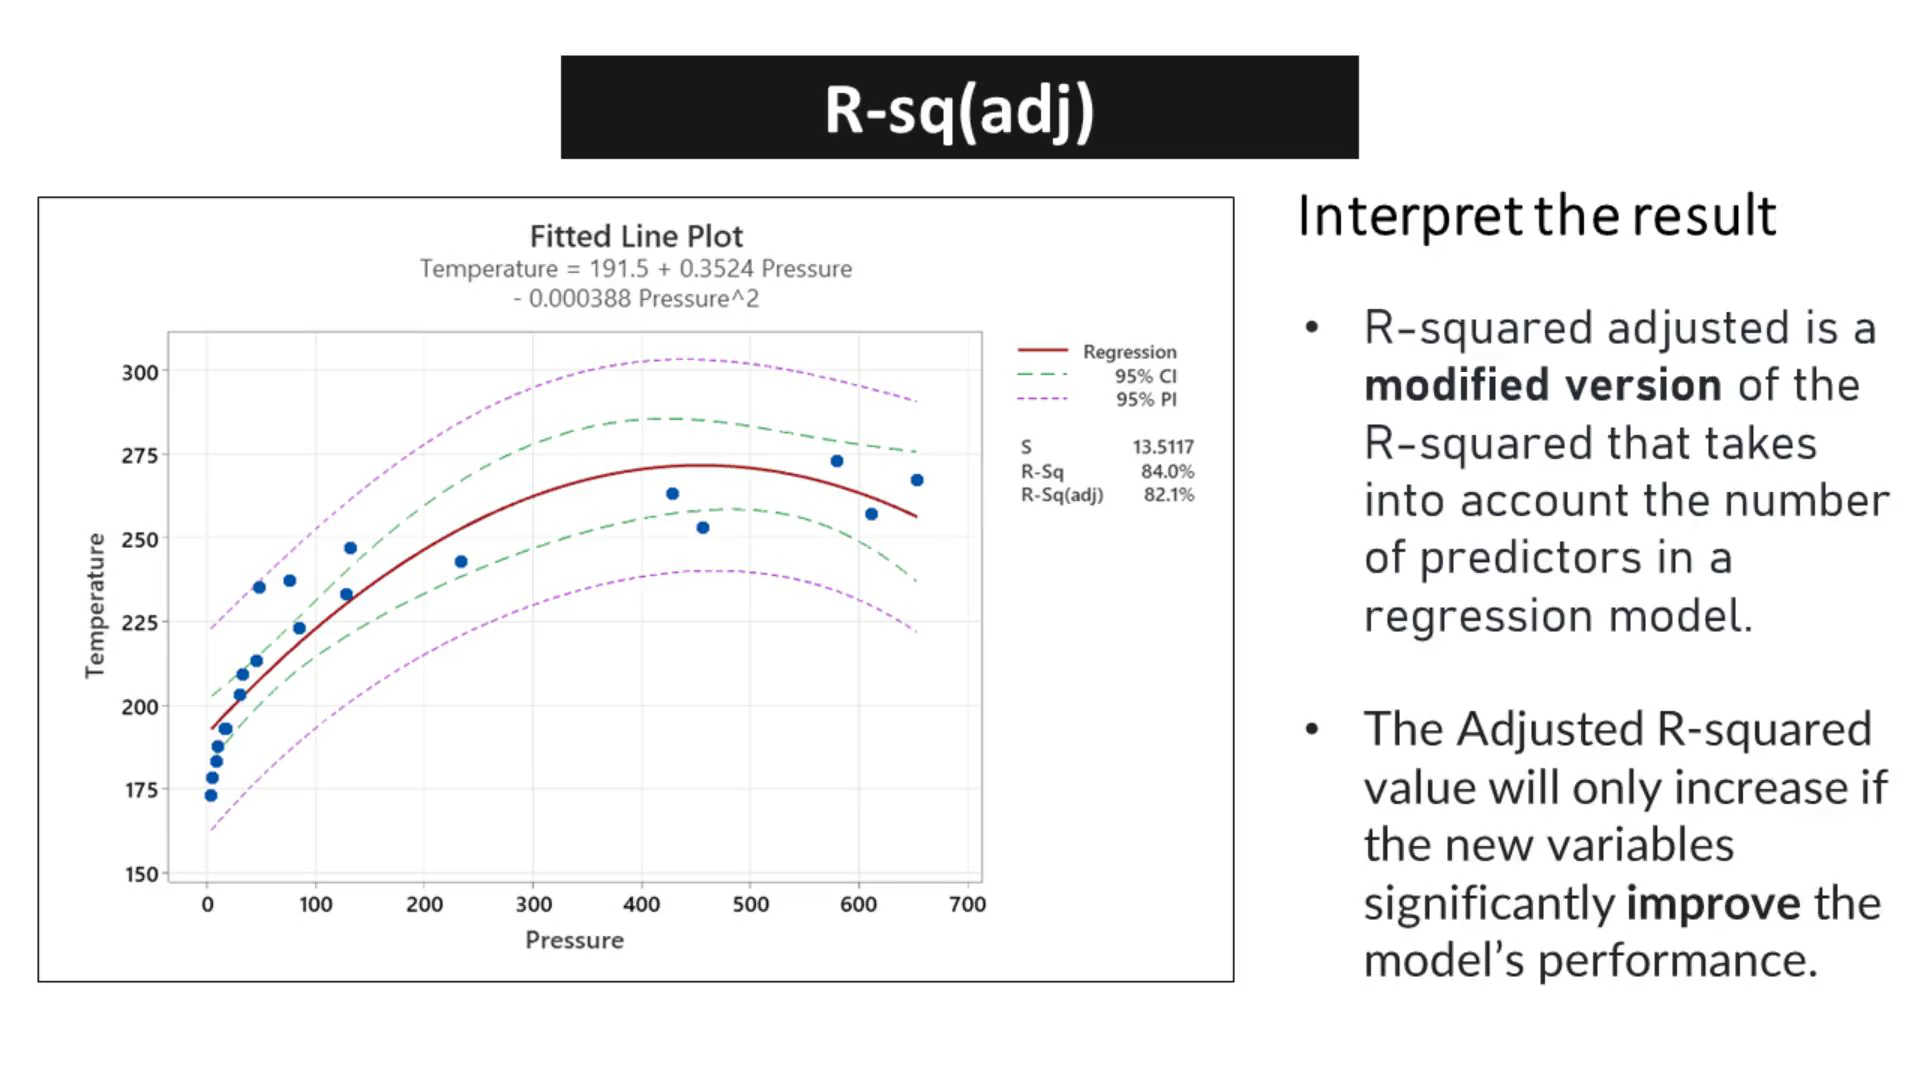 R-sq(adj)
Fitted Line Plot
Temperature = 191.5 + 0.3524 Pressure
- 0.000388 Pressure^2
300
275
250
225
200
175
150
Temperature
0 100 200 300 400 500 600 700
Pressure
Regression
95% CI
95% PI
S 13.5117
R-Sq 84.0%
R-Sq(adj) 82.1%
Interpret the result
• R-squared adjusted is a
modified version of the
R-squared that takes
into account the number
of predictors in a
regression model.
• The Adjusted R-squared
value will only increase if
the new variables
significantly improve the
model’s performance.